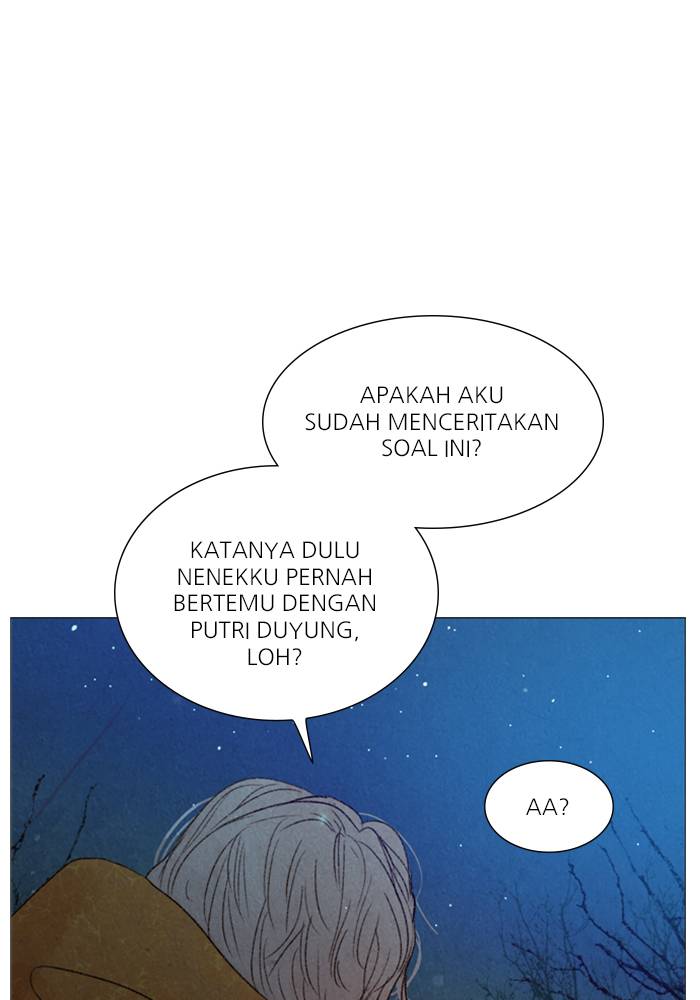 APAKAH AKU
SUDAH MENCERITAKAN
SOAL INI?
KATANYA DULU
NENEKKU PERNAH
BERTEMU DENGAN
PUTRI DUYUNG,
LOH?
AA?